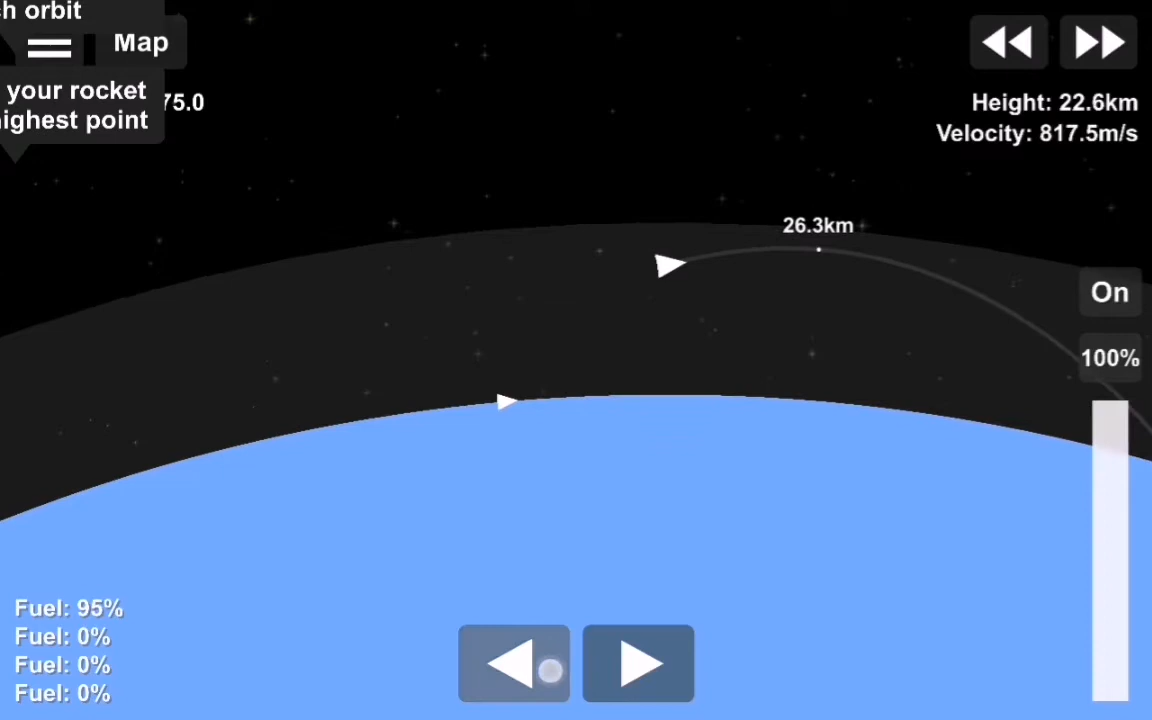 ch orbit
Map
your rocket
highest point
75.0
Height: 22.6km
Velocity: 817.5m/s
26.3km
On
100%
Fuel: 95%
Fuel: 0%
Fuel: 0%
Fuel: 0%